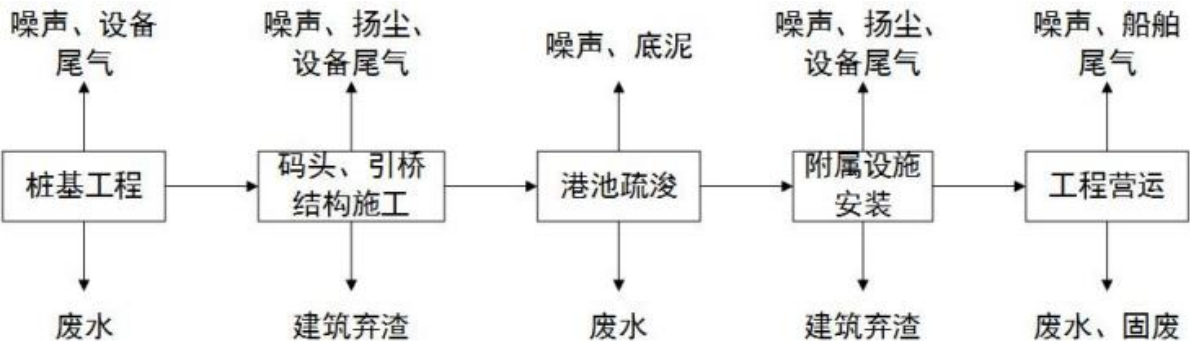 噪声、设备
尾气
噪声、扬尘、
设备尾气
噪声、底泥
噪声、扬尘、
设备尾气
噪声、船舶
尾气
桩基工程
码头、引桥
结构施工
港池疏浚
附属设施
安装
工程营运
废水
建筑弃渣
废水
建筑弃渣
废水、固废